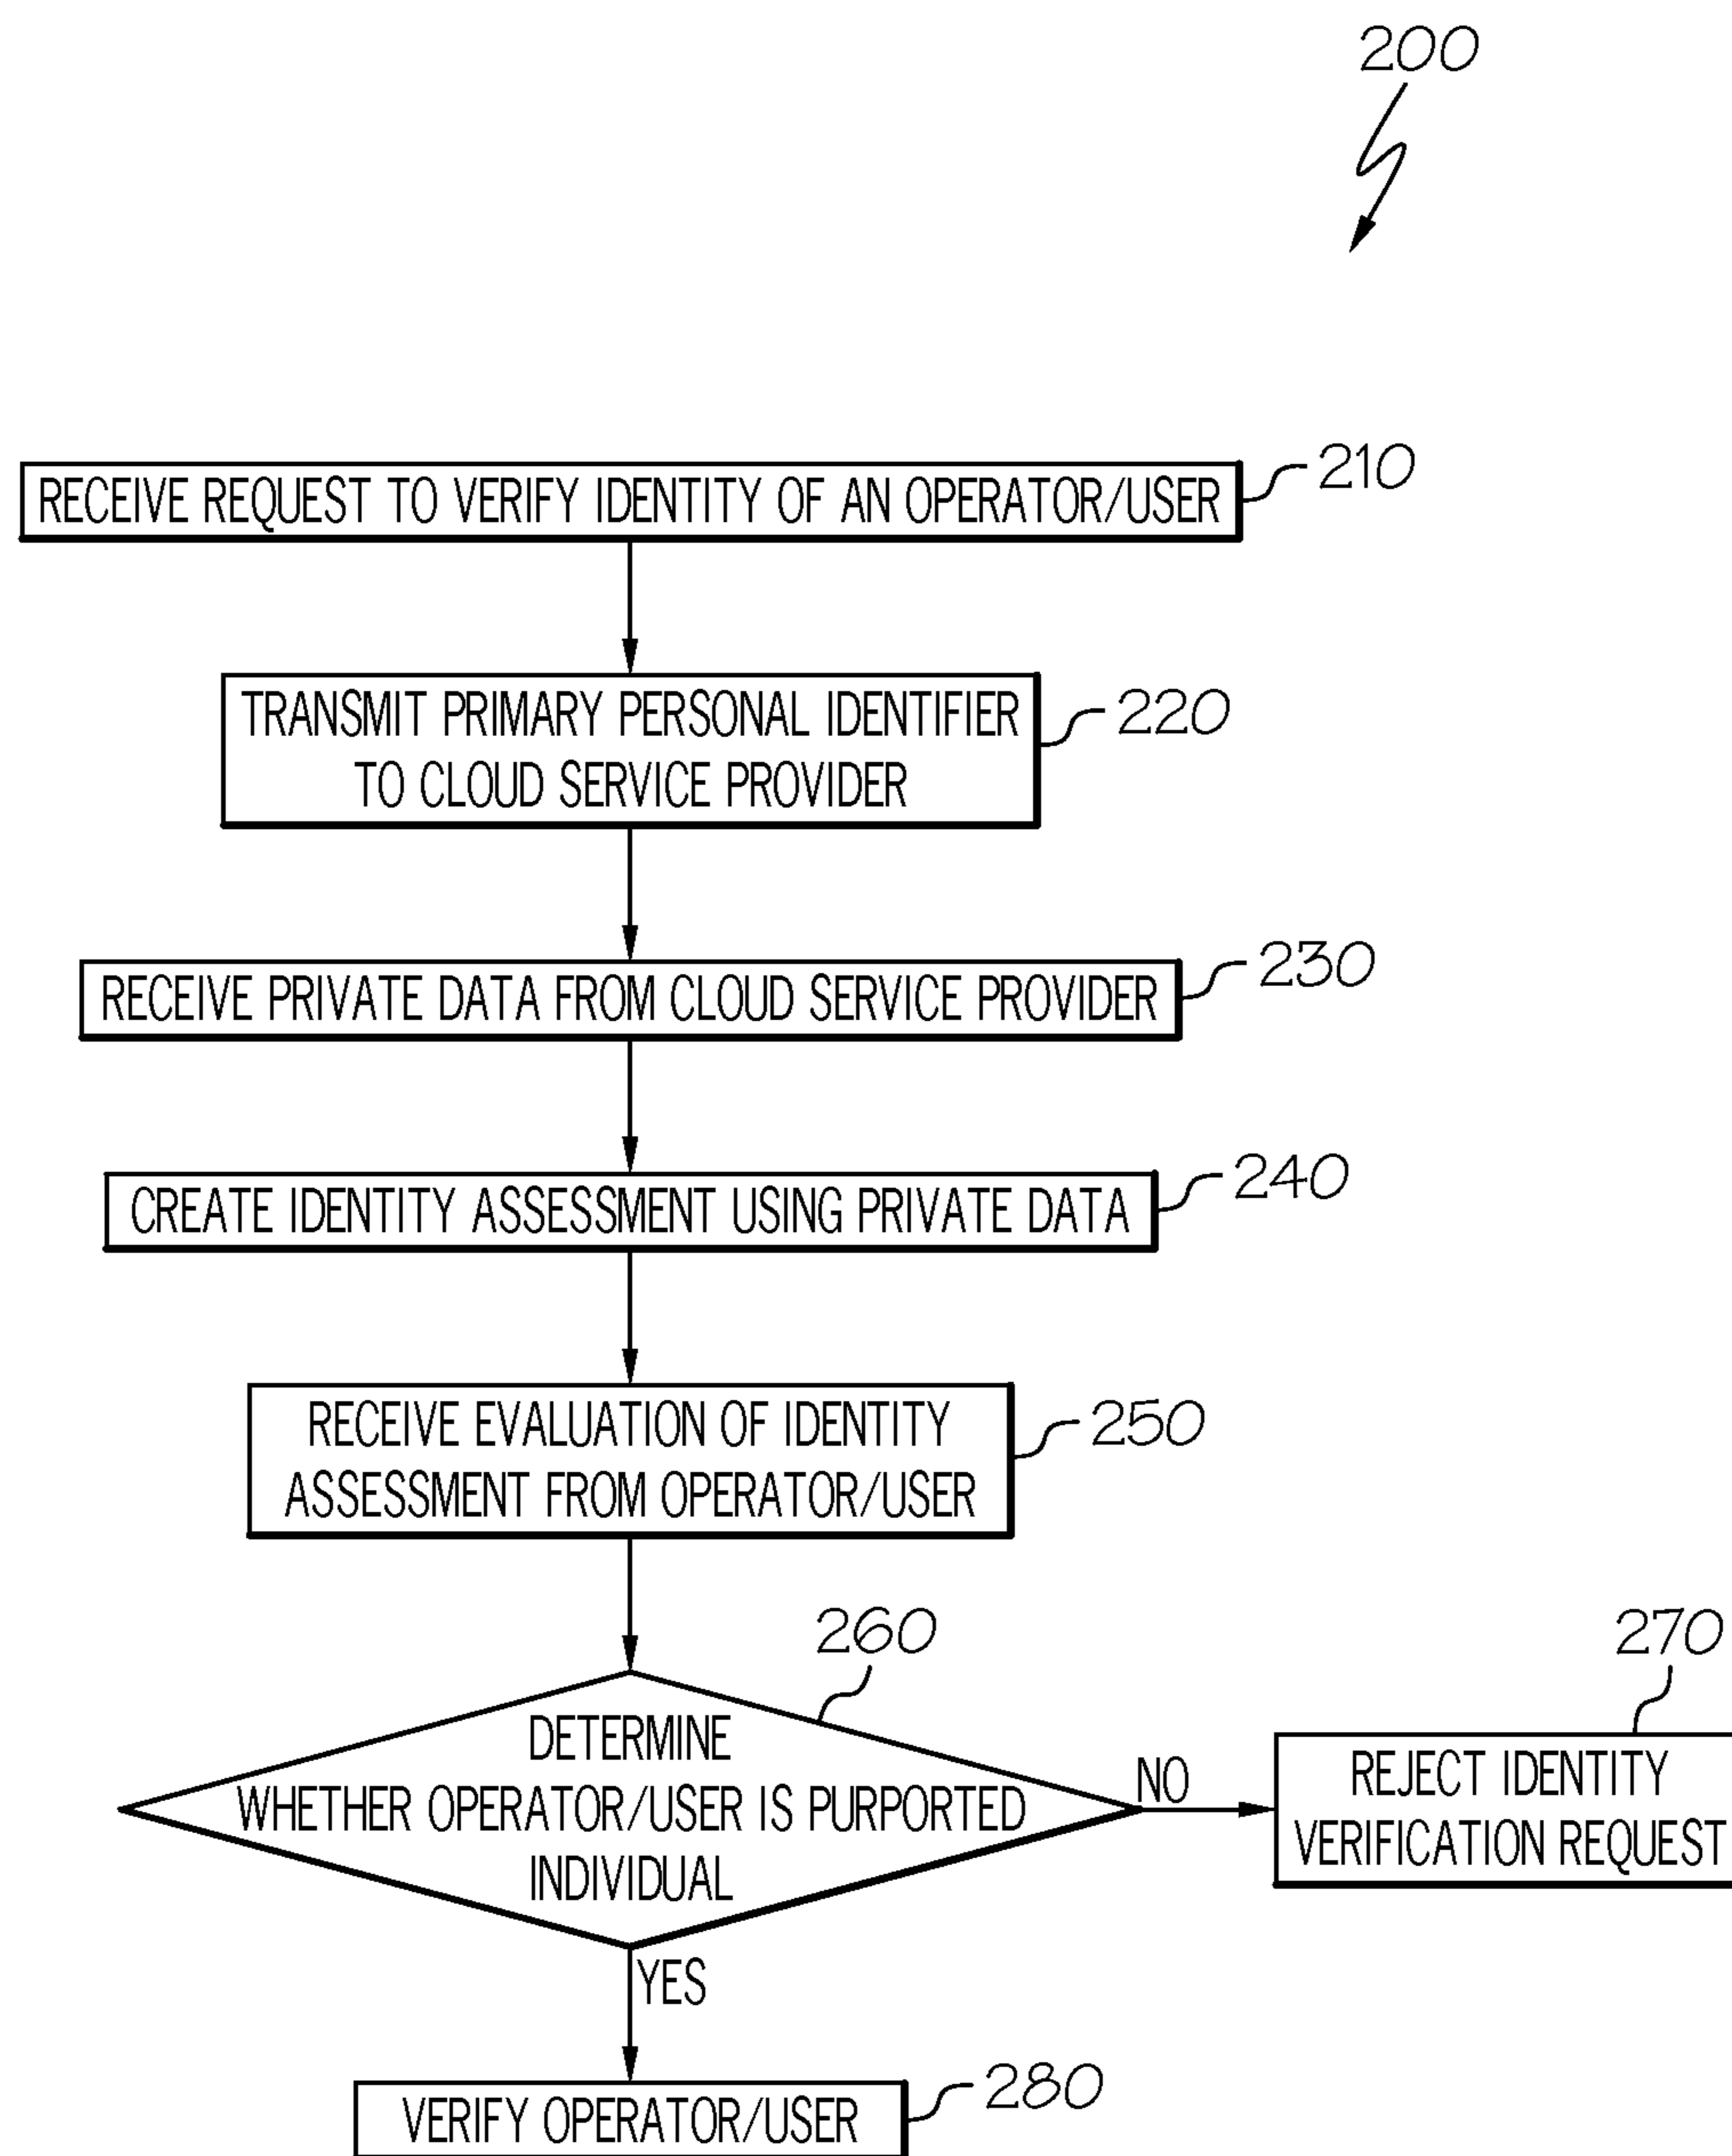 200
RECEIVE REQUEST TO VERIFY IDENTITY OF AN OPERATOR/USER
210
TRANSMIT PRIMARY PERSONAL IDENTIFIER
TO CLOUD SERVICE PROVIDER
220
RECEIVE PRIVATE DATA FROM CLOUD SERVICE PROVIDER
230
CREATE IDENTITY ASSESSMENT USING PRIVATE DATA
240
RECEIVE EVALUATION OF IDENTITY
ASSESSMENT FROM OPERATOR/USER
250
260
DETERMINE
WHETHER OPERATOR/USER IS PURPORTED
INDIVIDUAL
NO
270
REJECT IDENTITY
VERIFICATION REQUEST
YES
VERIFY OPERATOR/USER
280